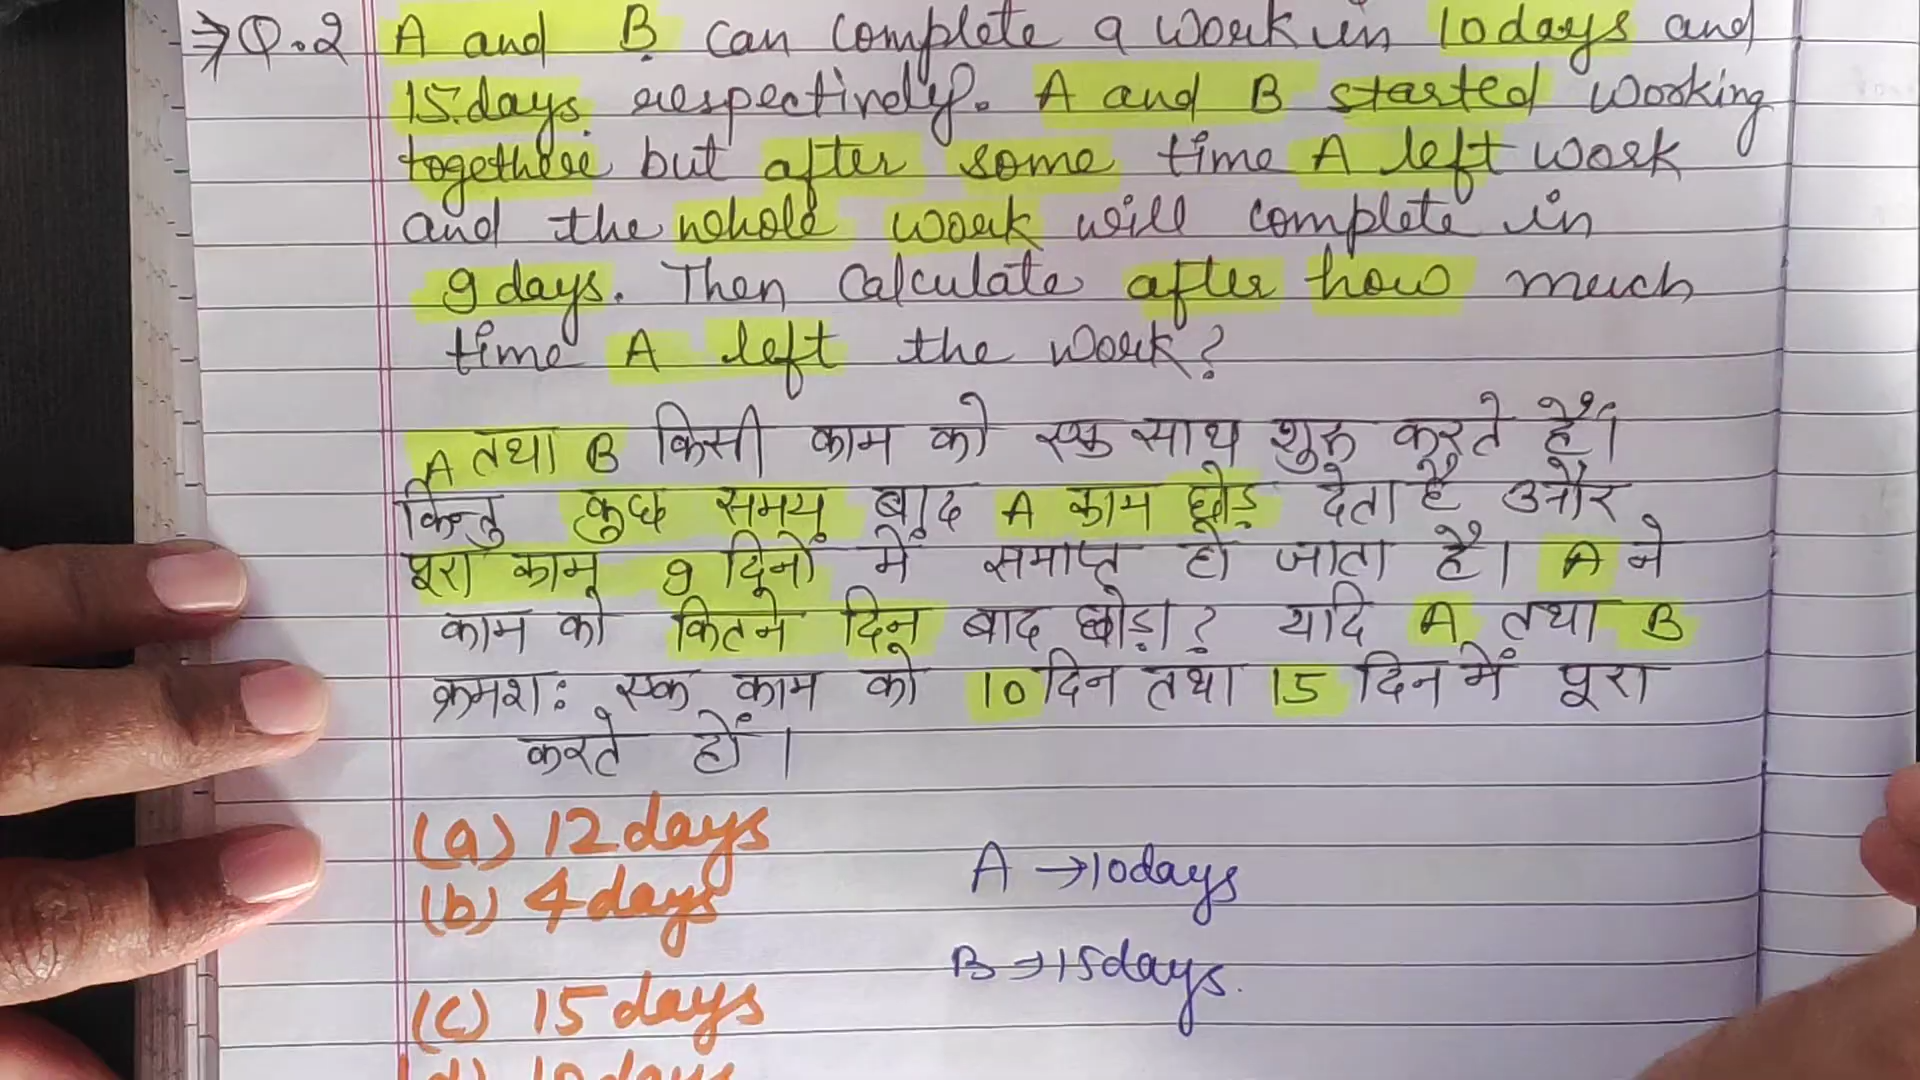 ⇒Q.2 A and B can complete a work in 10 days and
15 days respectively. A and B started working
together but after some time A left work
and the whole work will complete in
9 days. Then calculate after how much
time A left the work?
A तथा B किसी काम को एक साथ शुरु करते हैं।
किन्तु कुछ समय बाद A काम छोड़ देता है और
पूरा काम 9 दिनों में समाप्त हो जाता है। A ने
काम को कितने दिन बाद छोड़ा? यदि A तथा B
क्रमश: एक काम को 10 दिन तथा 15 दिन में पूरा
करते हों।
(a) 12 days
A → 10 days
(b) 4 days
B → 15 days.
(c) 15 days